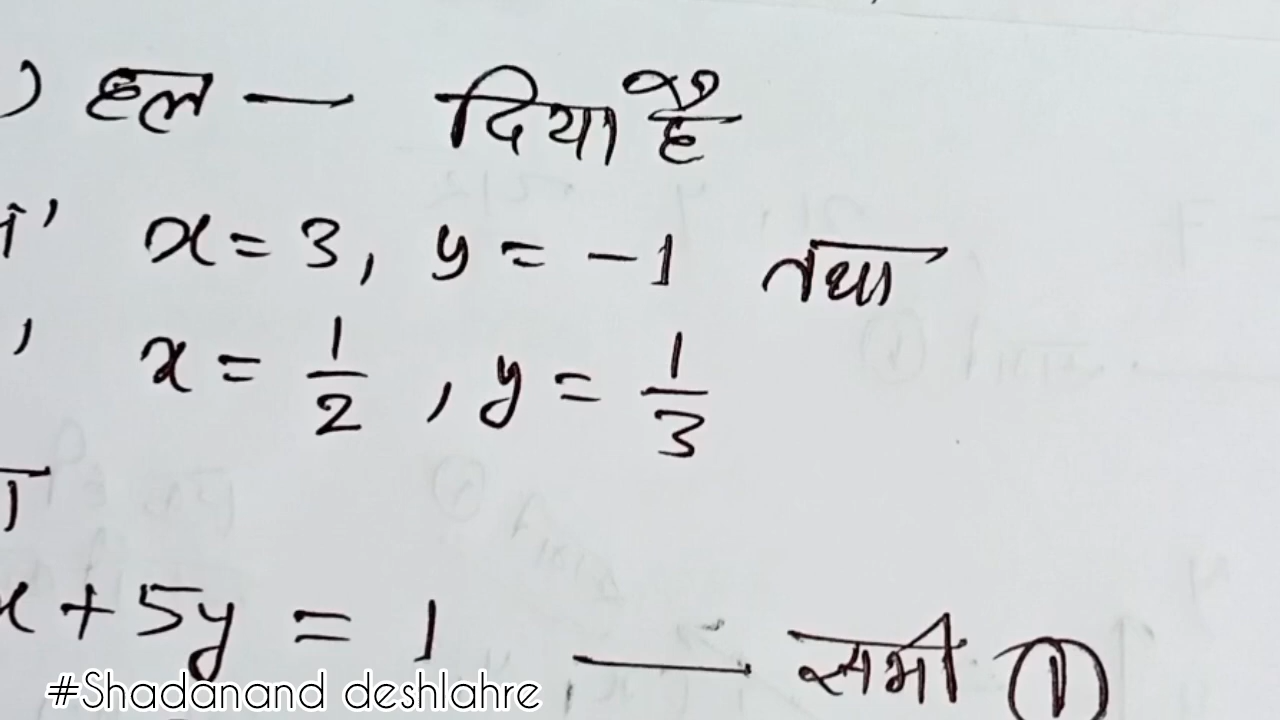 ) हल — दिया है
x = 3, y = -1 तथा
, x = 1/2, y = 1/3
x + 5y = 1 — समी ①
#Shadanand deshlahre